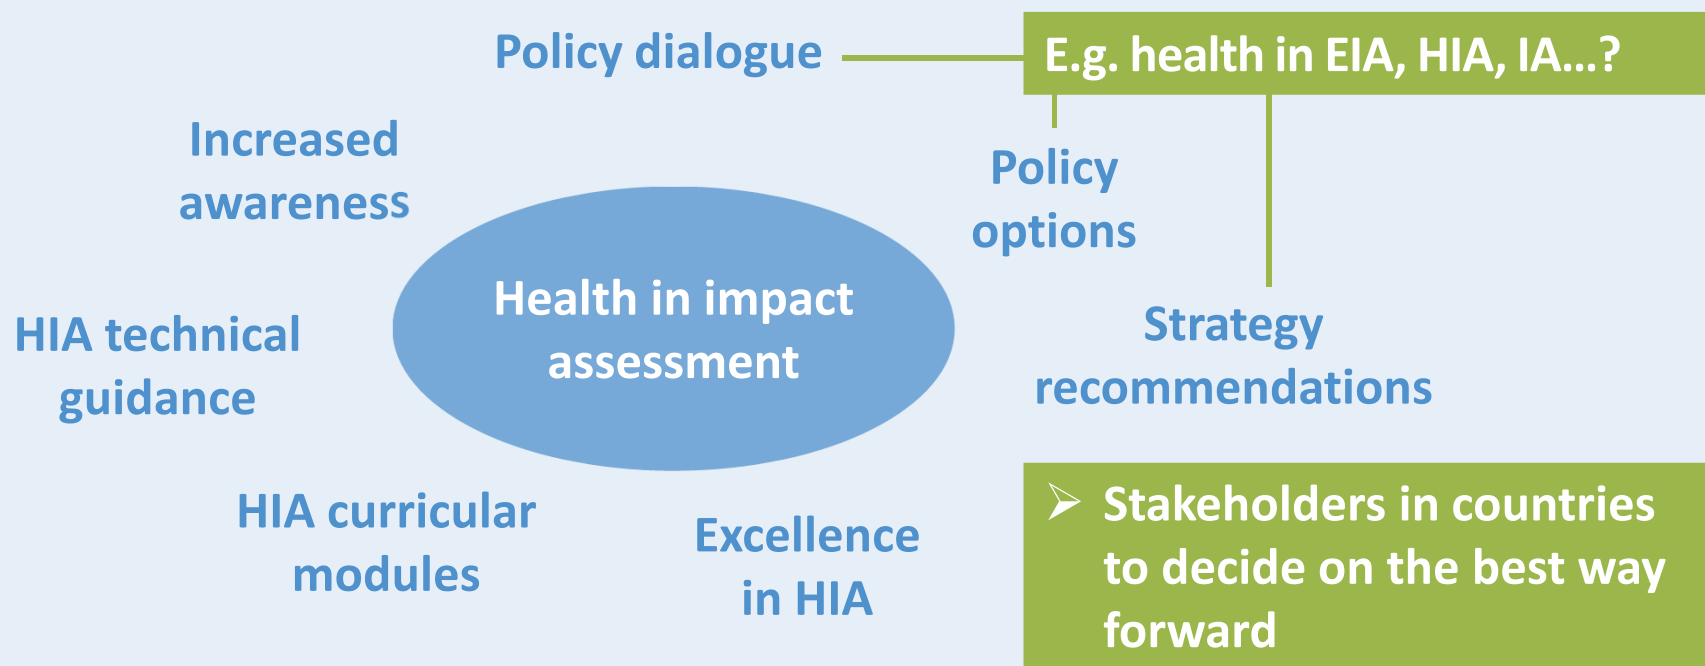 Policy dialogue
E.g. health in EIA, HIA, IA...?
Increased
awareness
Policy
options
Health in impact
assessment
HIA technical
guidance
Strategy
recommendations
HIA curricular
modules
Excellence
in HIA
➢ Stakeholders in countries
to decide on the best way
forward